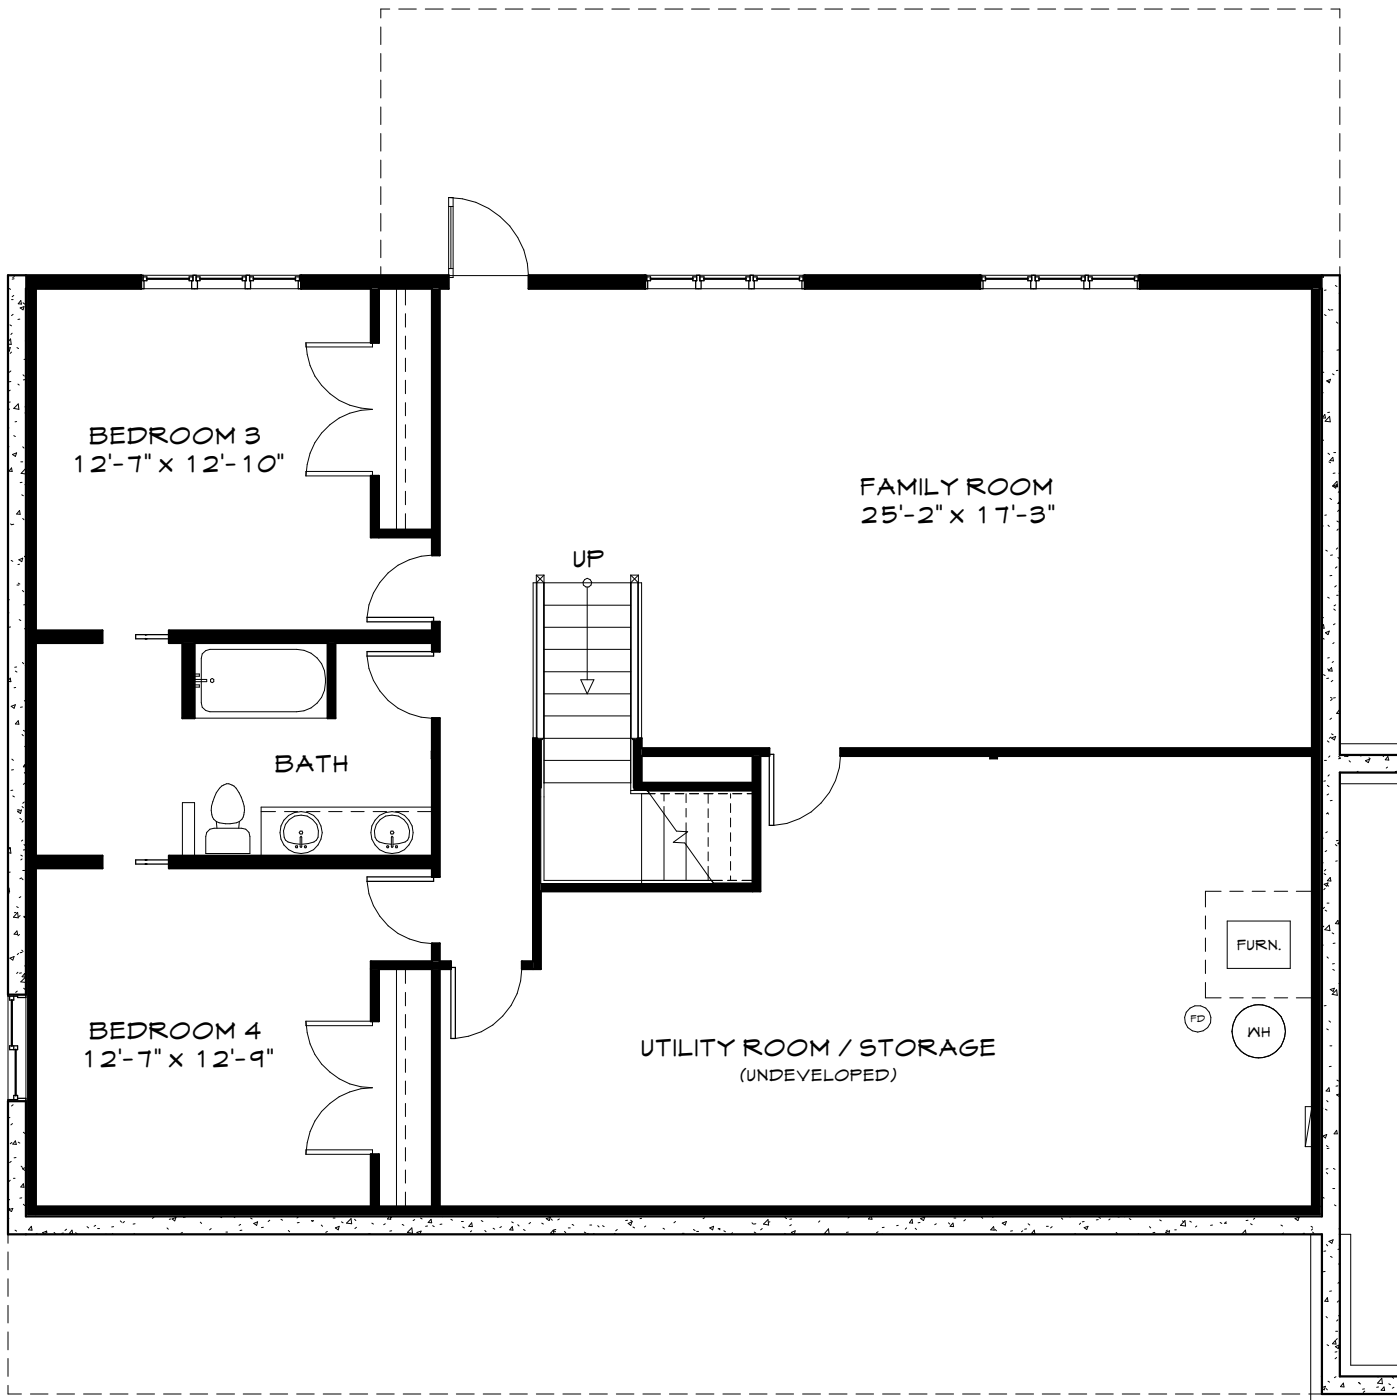 BEDROOM 3
12'-7" x 12'-10"
FAMILY ROOM
25'-2" x 17'-3"
UP
BATH
FURN.
FD
WH
BEDROOM 4
12'-7" x 12'-9"
UTILITY ROOM / STORAGE
(UNDEVELOPED)